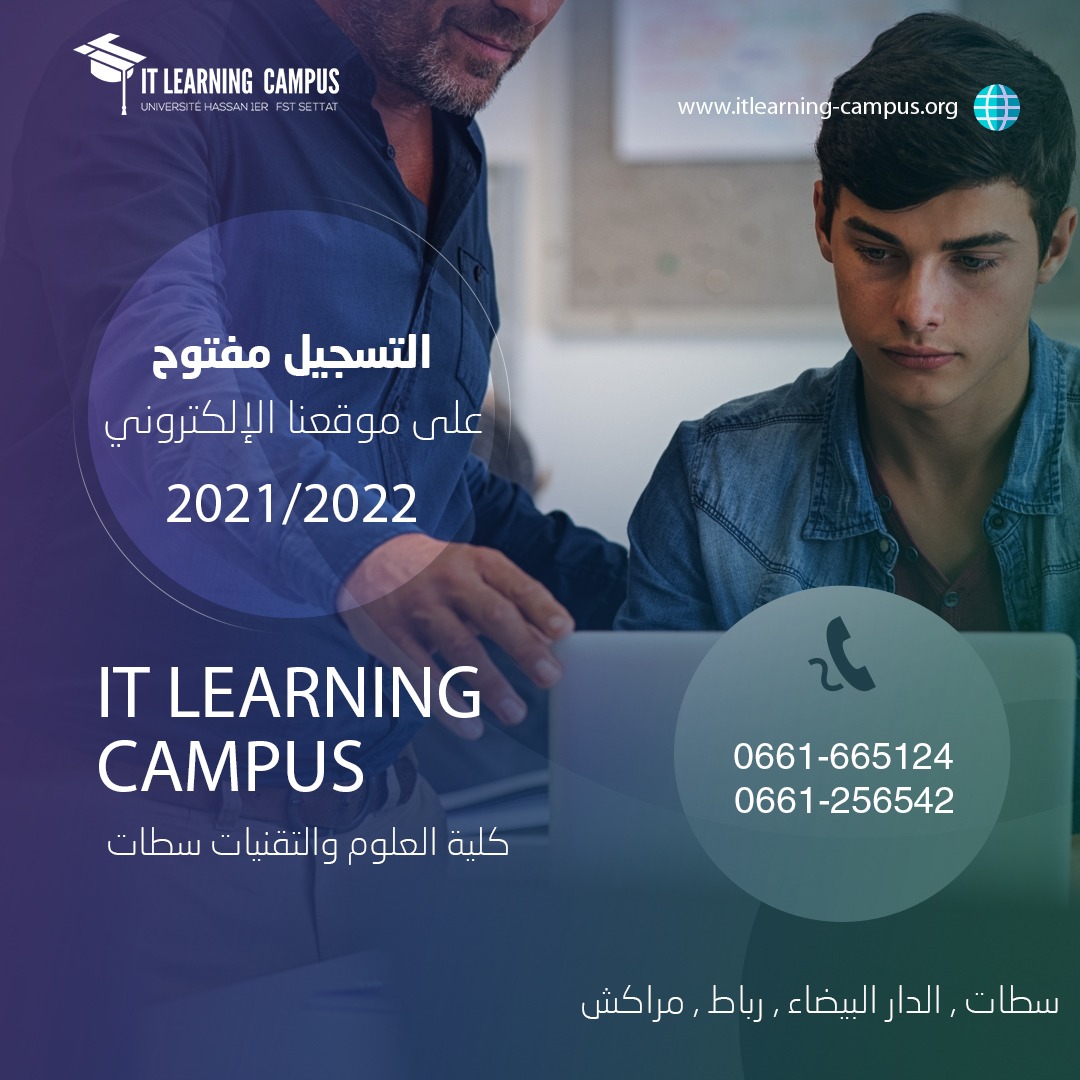 IT LEARNING CAMPUS
UNIVERSITÉ HASSAN 1ER FST SETTAT
www.itlearning-campus.org
التسجيل مفتوح
على موقعنا الإلكتروني
2021/2022
IT LEARNING
CAMPUS
كلية العلوم والتقنيات سطات
0661-665124
0661-256542
سطات , الدار البيضاء , رباط , مراكش